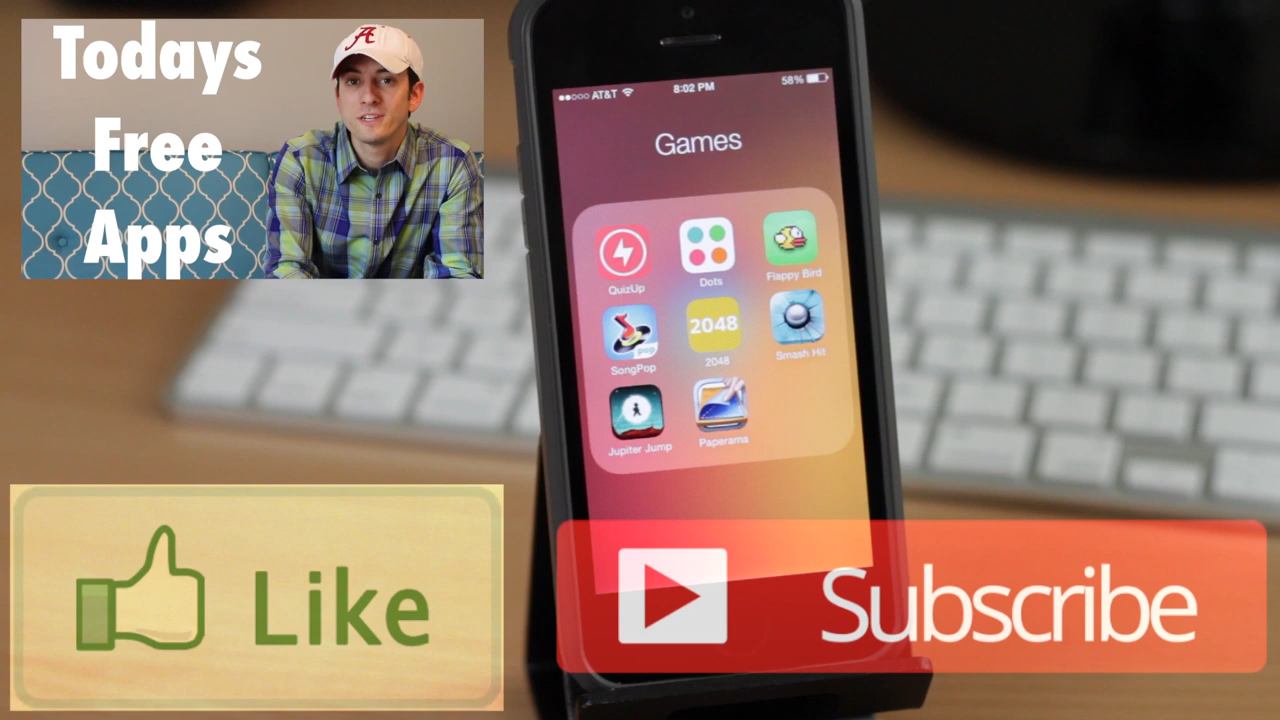 Todays
Free
Apps
A
AT&T
8:02 PM
58%
Games
QuizUp
Dots
Flappy Bird
pop
2048
SongPop
2048
Smash Hit
Jupiter Jump
Paperama
Like
Subscribe